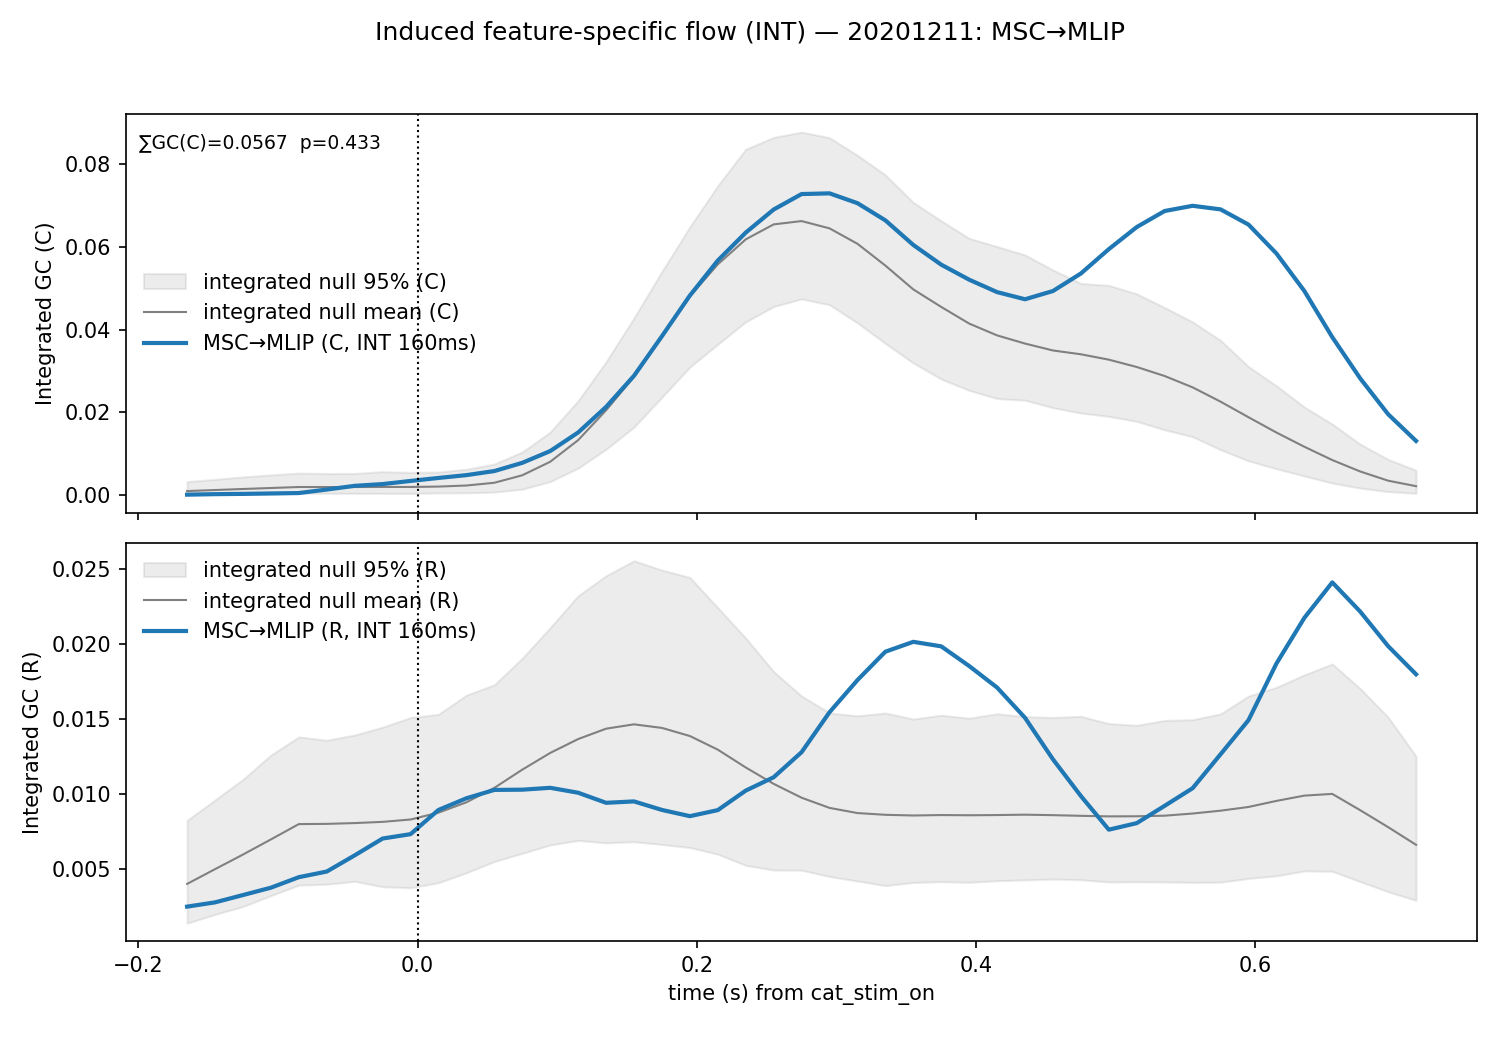 Induced feature-specific flow (INT) — 20201211: MSC→MLIP
∑GC(C)=0.0567 p=0.433
Integrated GC (C)
0.08
0.06
0.04
0.02
0.00
integrated null 95% (C)
integrated null mean (C)
MSC→MLIP (C, INT 160ms)
Integrated GC (R)
0.025
0.020
0.015
0.010
0.005
integrated null 95% (R)
integrated null mean (R)
MSC→MLIP (R, INT 160ms)
−0.2 0.0 0.2 0.4 0.6
time (s) from cat_stim_on